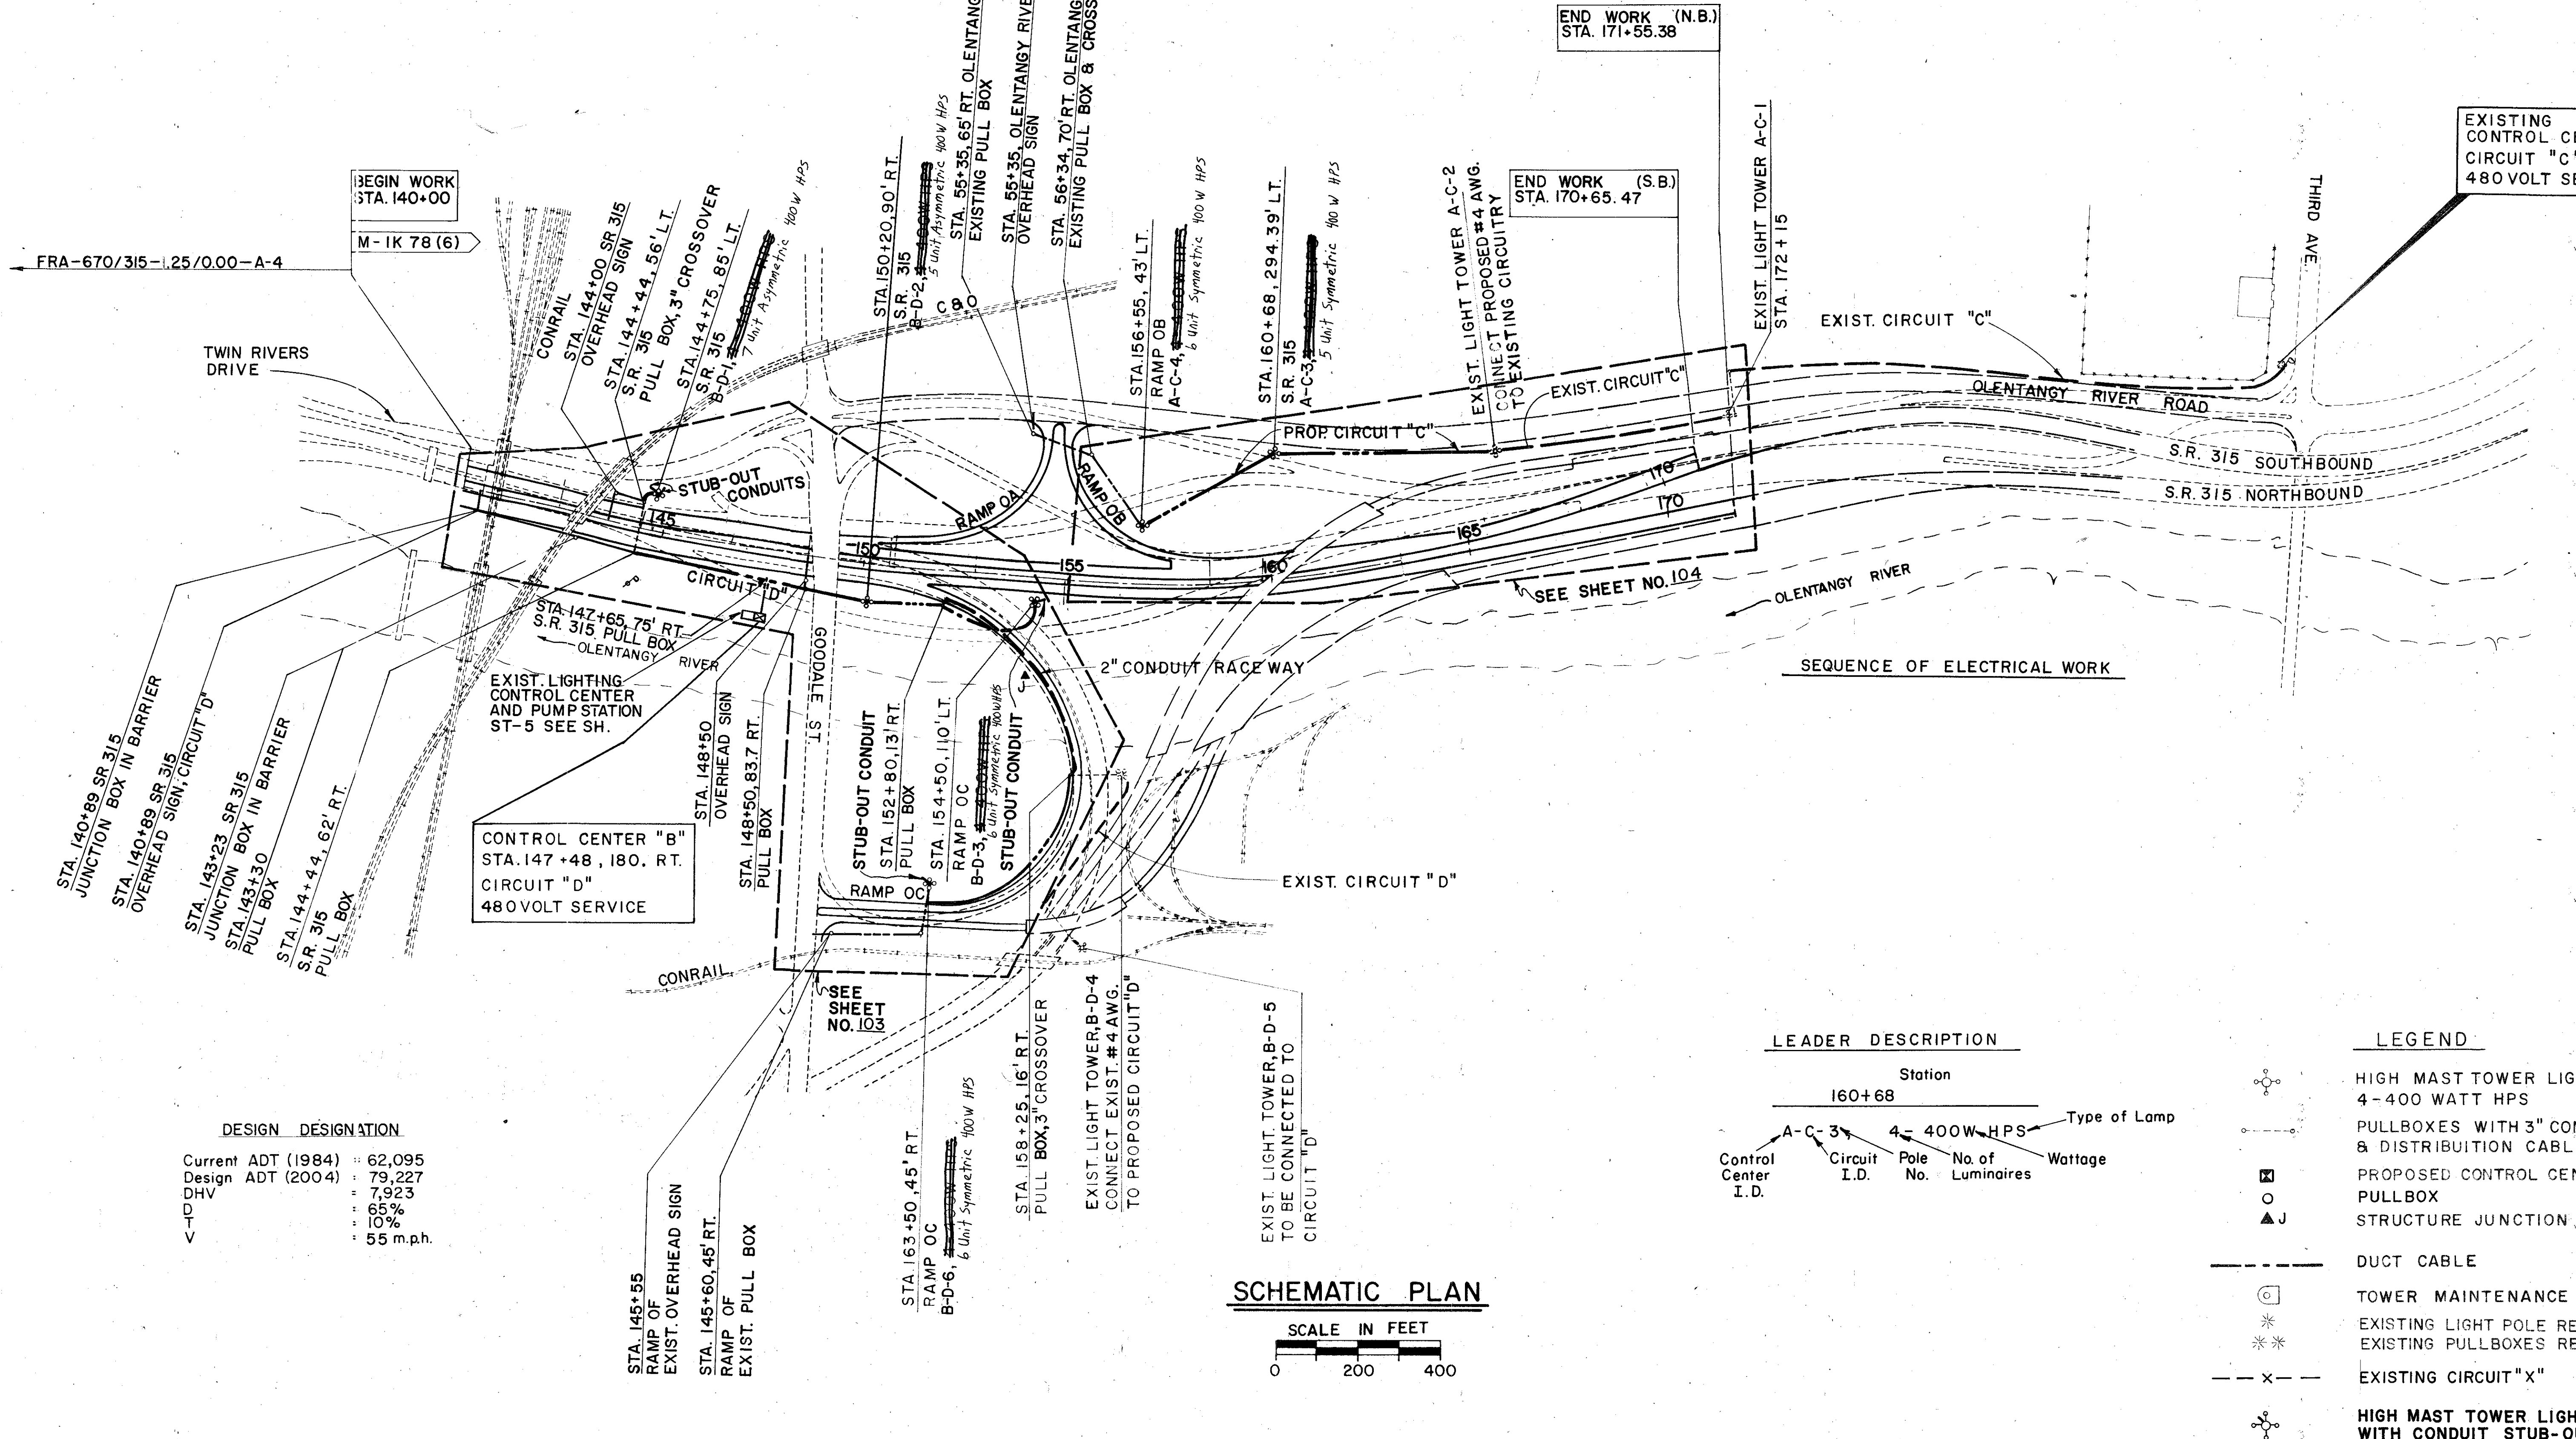 END WORK (N.B.)
STA. 171+55.38
BEGIN WORK
STA. 140+00
M-IK 78(6)
FRA-670/315-1.25/0.00-A-4
TWIN RIVERS
DRIVE
CONRAIL
STA. 144+00 SR 315
OVERHEAD SIGN
STA. 144+44, 56' LT.
S.R. 315
PULL BOX, 3" CROSSOVER
STA. 144+75, 85' LT.
S.R. 315
B-D-1, 4-400W HPS
7 Unit Asymmetric 400W HPS
STA. 150+20, 90' RT.
S.R. 315
B-D-2, 4-400W HPS
5 Unit Asymmetric 400W HPS
C & O
STA. 55+35, 65' RT. OLENTANG
EXISTING PULL BOX
STA. 55+35, OLENTANGY RIVE
OVERHEAD SIGN
STA. 56+34, 70' RT. OLENTANG
EXISTING PULL BOX & CROSS
STA. 156+55, 43' LT.
RAMP OB
A-C-4, 4-400W HPS
6 Unit Symmetric 400W HPS
STA. 160+68, 294.39' LT.
S.R. 315
A-C-3, 4-400W HPS
5 Unit Symmetric 400W HPS
EXIST. LIGHT TOWER A-C-2
CONNECT PROPOSED #4 AWG.
TO EXISTING CIRCUITRY
END WORK (S.B.)
STA. 170+65.47
EXIST. LIGHT TOWER A-C-1
STA. 172+15
EXISTING
CONTROL CE
CIRCUIT "C"
480 VOLT SE
THIRD AVE.
EXIST. CIRCUIT "C"
EXIST. CIRCUIT "C"
PROP. CIRCUIT "C"
OLENTANGY RIVER ROAD
S.R. 315 SOUTHBOUND
S.R. 315 NORTHBOUND
STUB-OUT
CONDUITS
RAMP OA
RAMP OB
145
150
155
160
165
170
170
CIRCUIT "D"
SEE SHEET NO. 104
OLENTANGY RIVER
STA. 147+65, 75' RT.
S.R. 315 PULL BOX
OLENTANGY RIVER
EXIST. LIGHTING
CONTROL CENTER
AND PUMP STATION
ST-5 SEE SH.
GOODALE ST.
2" CONDUIT RACEWAY
J
SEQUENCE OF ELECTRICAL WORK
STA. 140+89 SR 315
JUNCTION BOX IN BARRIER
STA. 140+89 SR 315
OVERHEAD SIGN, CIRCUIT "D"
STA. 143+23 SR 315
JUNCTION BOX IN BARRIER
STA. 143+30
PULL BOX
STA. 144+44, 62' RT.
S.R. 315
PULL BOX
STA. 148+50
OVERHEAD SIGN
STA. 148+50, 83.7 RT.
PULL BOX
CONTROL CENTER "B"
STA. 147+48, 180. RT.
CIRCUIT "D"
480 VOLT SERVICE
STUB-OUT CONDUIT
STA. 152+80, 13' RT.
PULL BOX
STA. 154+50, 110' LT.
RAMP OC
B-D-3, 4-400W HPS
6 Unit Symmetric 400W HPS
STUB-OUT CONDUIT
RAMP OC
EXIST. CIRCUIT "D"
CONRAIL
SEE
SHEET
NO. 103
STA. 145+55
RAMP OF
EXIST. OVERHEAD SIGN
STA. 145+60, 45' RT.
RAMP OF
EXIST. PULL BOX
STA. 163+50, 45' RT.
RAMP OC
B-D-6, 4-400W HPS
6 Unit Symmetric 400W HPS
STA. 158+25, 16' RT.
PULL BOX, 3" CROSSOVER
EXIST. LIGHT TOWER, B-D-4
CONNECT EXIST. #4 AWG.
TO PROPOSED CIRCUIT "D"
EXIST. LIGHT TOWER, B-D-5
TO BE CONNECTED TO
CIRCUIT "D"
DESIGN DESIGNATION
Current ADT (1984) = 62,095
Design ADT (2004) = 79,227
DHV = 7,923
D = 65%
T = 10%
V = 55 m.p.h.
SCHEMATIC PLAN
SCALE IN FEET
0 200 400
LEADER DESCRIPTION
Station
160+68
A-C-3, 4-400W HPS
Type of Lamp
Control
Center
I.D.
Circuit
I.D.
Pole
No.
No. of
Luminaires
Wattage
LEGEND
HIGH MAST TOWER LIG
4-400 WATT HPS
PULLBOXES WITH 3" CON
& DISTRIBUITION CABL
PROPOSED CONTROL CEN
PULLBOX
J STRUCTURE JUNCTION
DUCT CABLE
TOWER MAINTENANCE
EXISTING LIGHT POLE RE
EXISTING PULLBOXES RE
X EXISTING CIRCUIT "X"
HIGH MAST TOWER LIGH
WITH CONDUIT STUB-OU